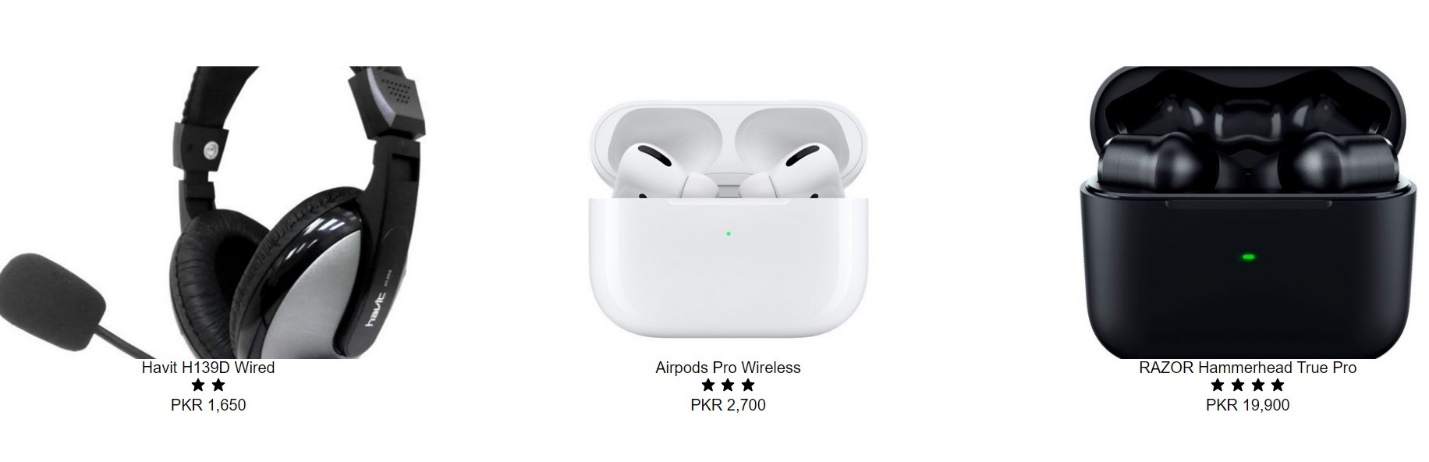 havit
Havit H139D Wired
★ ★
PKR 1,650
Airpods Pro Wireless
★ ★ ★
PKR 2,700
RAZOR Hammerhead True Pro
★ ★ ★ ★
PKR 19,900